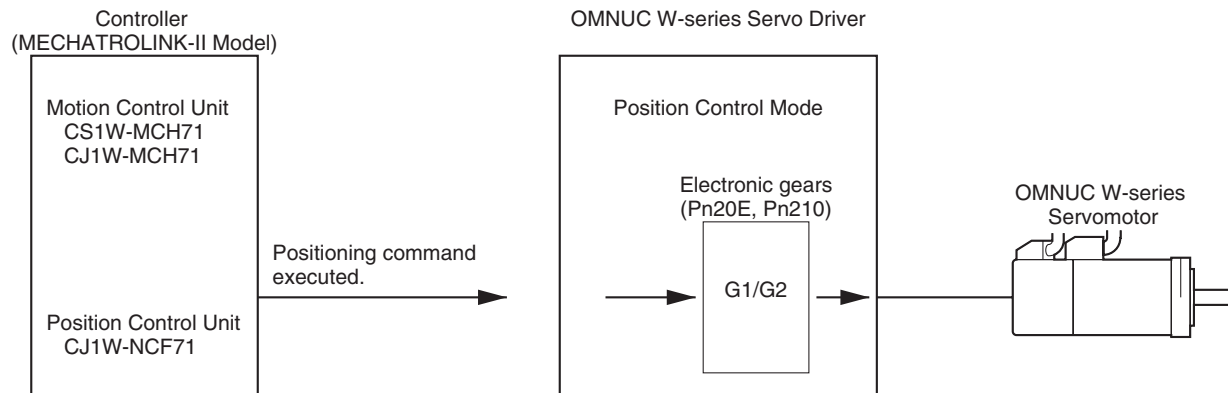 Controller
(MECHATROLINK-II Model)
Motion Control Unit
CS1W-MCH71
CJ1W-MCH71
Position Control Unit
CJ1W-NCF71
Positioning command
executed.
OMNUC W-series Servo Driver
Position Control Mode
Electronic gears
(Pn20E, Pn210)
G1/G2
OMNUC W-series
Servomotor